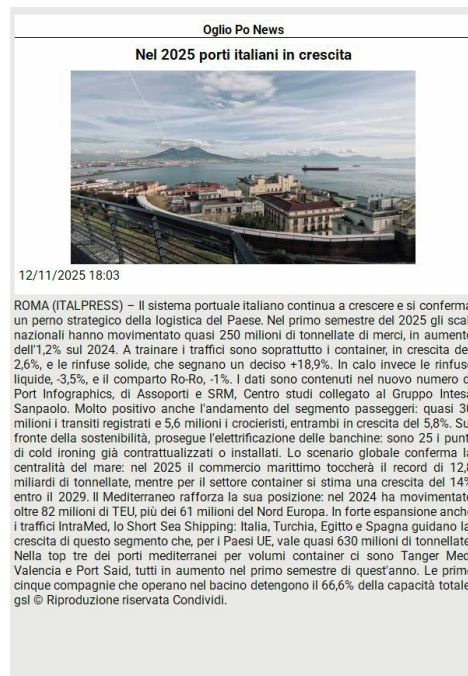 Oglio Po News
Nel 2025 porti italiani in crescita
12/11/2025 18:03
ROMA (ITALPRESS) – Il sistema portuale italiano continua a crescere e si conferma
un perno strategico della logistica del Paese. Nel primo semestre del 2025 gli scal
nazionali hanno movimentato quasi 250 milioni di tonnellate di merci, in aumento
dell'1,2% sul 2024. A trainare i traffici sono soprattutto i container, in crescita de
2,6%, e le rinfuse solide, che segnano un deciso +18,9%. In calo invece le rinfus
liquide, -3,5%, e il comparto Ro-Ro, -1%. I dati sono contenuti nel nuovo numero d
Port Infographics, di Assoporti e SRM, Centro studi collegato al Gruppo Intesa
Sanpaolo. Molto positivo anche l'andamento del segmento passeggeri: quasi 30
milioni i transiti registrati e 5,6 milioni i crocieristi, entrambi in crescita del 5,8%. Su
fronte della sostenibilità, prosegue l'elettrificazione delle banchine: sono 25 i punt
di cold ironing già contrattualizzati o installati. Lo scenario globale conferma la
centralità del mare: nel 2025 il commercio marittimo toccherà il record di 12,8
miliardi di tonnellate, mentre per il settore container si stima una crescita del 14%
entro il 2029. Il Mediterraneo rafforza la sua posizione: nel 2024 ha movimentato
oltre 82 milioni di TEU, più dei 61 milioni del Nord Europa. In forte espansione anche
i traffici IntraMed, lo Short Sea Shipping: Italia, Turchia, Egitto e Spagna guidano la
crescita di questo segmento che, per i Paesi UE, vale quasi 630 milioni di tonnellate
Nella top tre dei porti mediterranei per volumi container ci sono Tanger Med
Valencia e Port Said, tutti in aumento nel primo semestre di quest'anno. Le prime
cinque compagnie che operano nel bacino detengono il 66,6% della capacità totale
gsl © Riproduzione riservata Condividi.